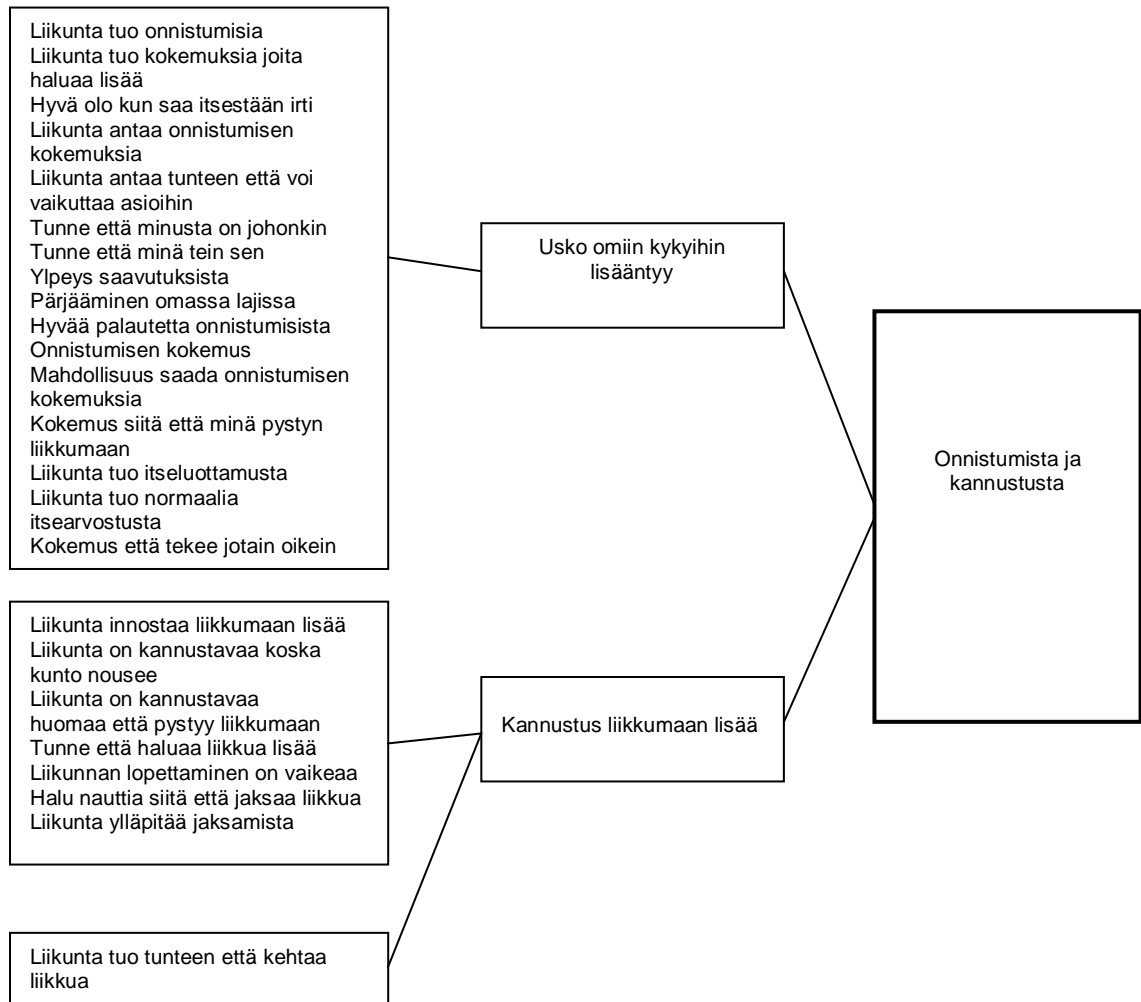 Liikunta tuo onnistumisia
Liikunta tuo kokemuksia joita
haluaa lisää
Hyvä olo kun saa itsestään irti
Liikunta antaa onnistumisen
kokemuksia
Liikunta antaa tunteen että voi
vaikuttaa asioihin
Tunne että minusta on johonkin
Tunne että minä tein sen
Ylpeys saavutuksista
Pärjääminen omassa lajissa
Hyvää palautetta onnistumisista
Onnistumisen kokemus
Mahdollisuus saada onnistumisen
kokemuksia
Kokemus siitä että minä pystyn
liikkumaan
Liikunta tuo itseluottamusta
Liikunta tuo normaalia
itsearvostusta
Kokemus että tekee jotain oikein
Usko omiin kykyihin
lisääntyy
Onnistumista ja
kannustusta
Liikunta innostaa liikkumaan lisää
Liikunta on kannustavaa koska
kunto nousee
Liikunta on kannustavaa
huomaa että pystyy liikkumaan
Tunne että haluaa liikkua lisää
Liikunnan lopettaminen on vaikeaa
Halu nauttia siitä että jaksaa liikkua
Liikunta ylläpitää jaksamista
Kannustus liikkumaan lisää
Liikunta tuo tunteen että kehtaa
liikkua